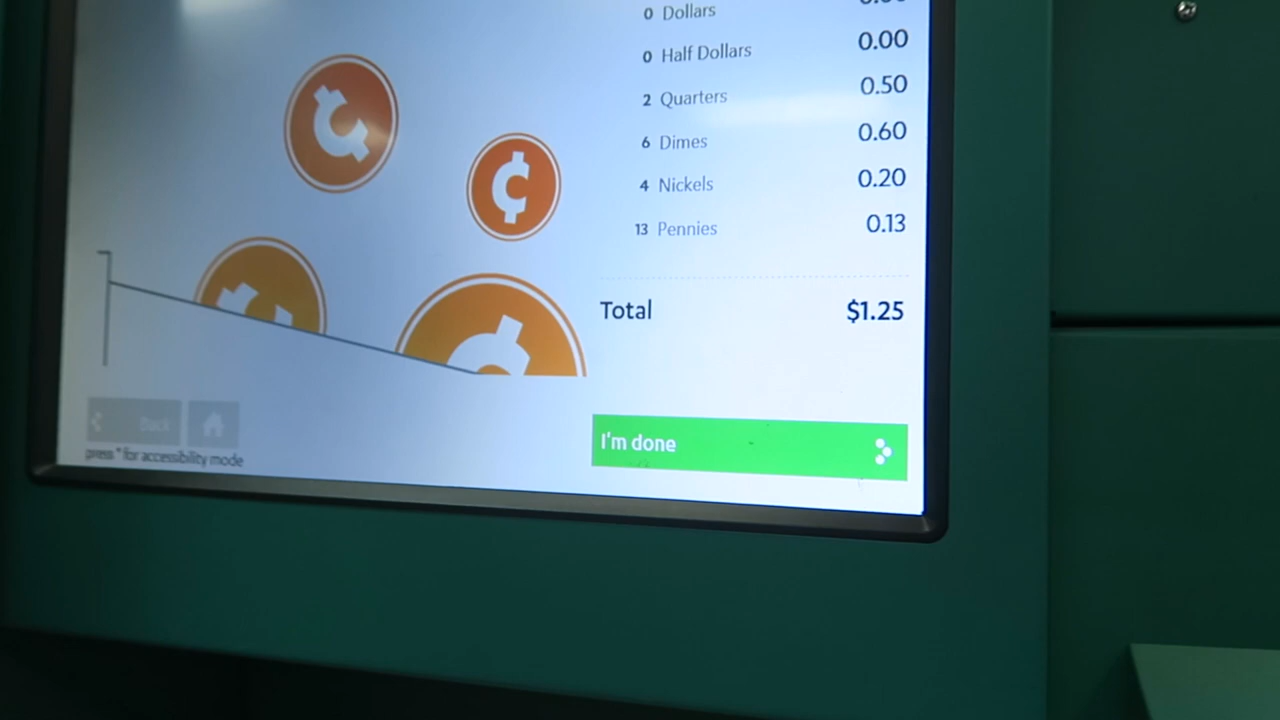 0 Dollars
0 Half Dollars 0.00
2 Quarters 0.50
6 Dimes 0.60
4 Nickels 0.20
13 Pennies 0.13
Total $1.25
I'm done
Back
press * for accessibility mode